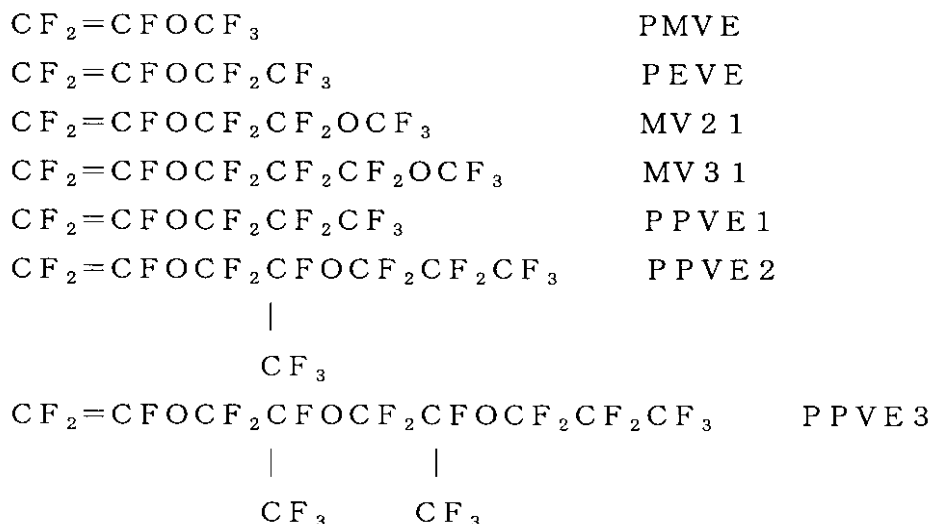 CF₂=CFOCF₃ PMVE
CF₂=CFOCF₂CF₃ PEVE
CF₂=CFOCF₂CF₂OCF₃ MV21
CF₂=CFOCF₂CF₂CF₂OCF₃ MV31
CF₂=CFOCF₂CF₂CF₃ PPVE1
CF₂=CFOCF₂CFOCF₂CF₂CF₃ PPVE2
|
CF₃
CF₂=CFOCF₂CFOCF₂CFOCF₂CF₂CF₃ PPVE3
| |
CF₃ CF₃